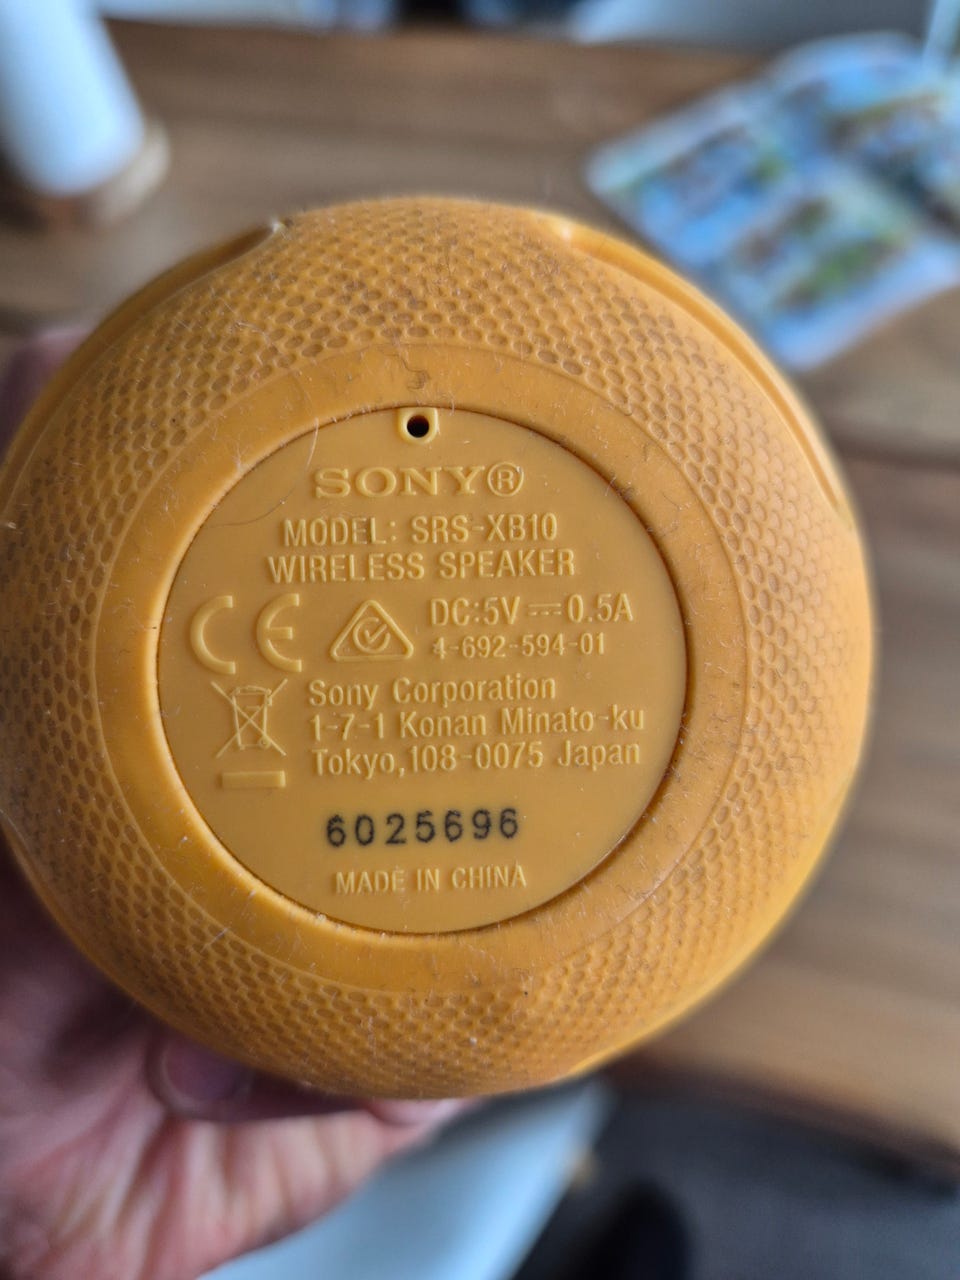 SONY®
MODEL: SRS-XB10
WIRELESS SPEAKER
CE DC:5V ⎓ 0.5A
4-692-594-01
Sony Corporation
1-7-1 Konan Minato-ku
Tokyo,108-0075 Japan
6025696
MADE IN CHINA